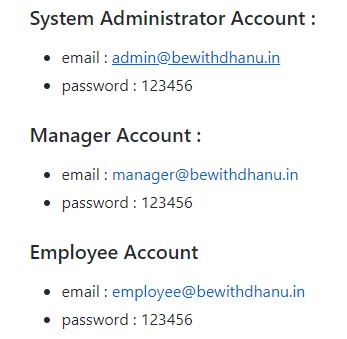 System Administrator Account :
email : admin@bewithdhanu.in
password : 123456
Manager Account :
email : manager@bewithdhanu.in
password : 123456
Employee Account
email : employee@bewithdhanu.in
password : 123456